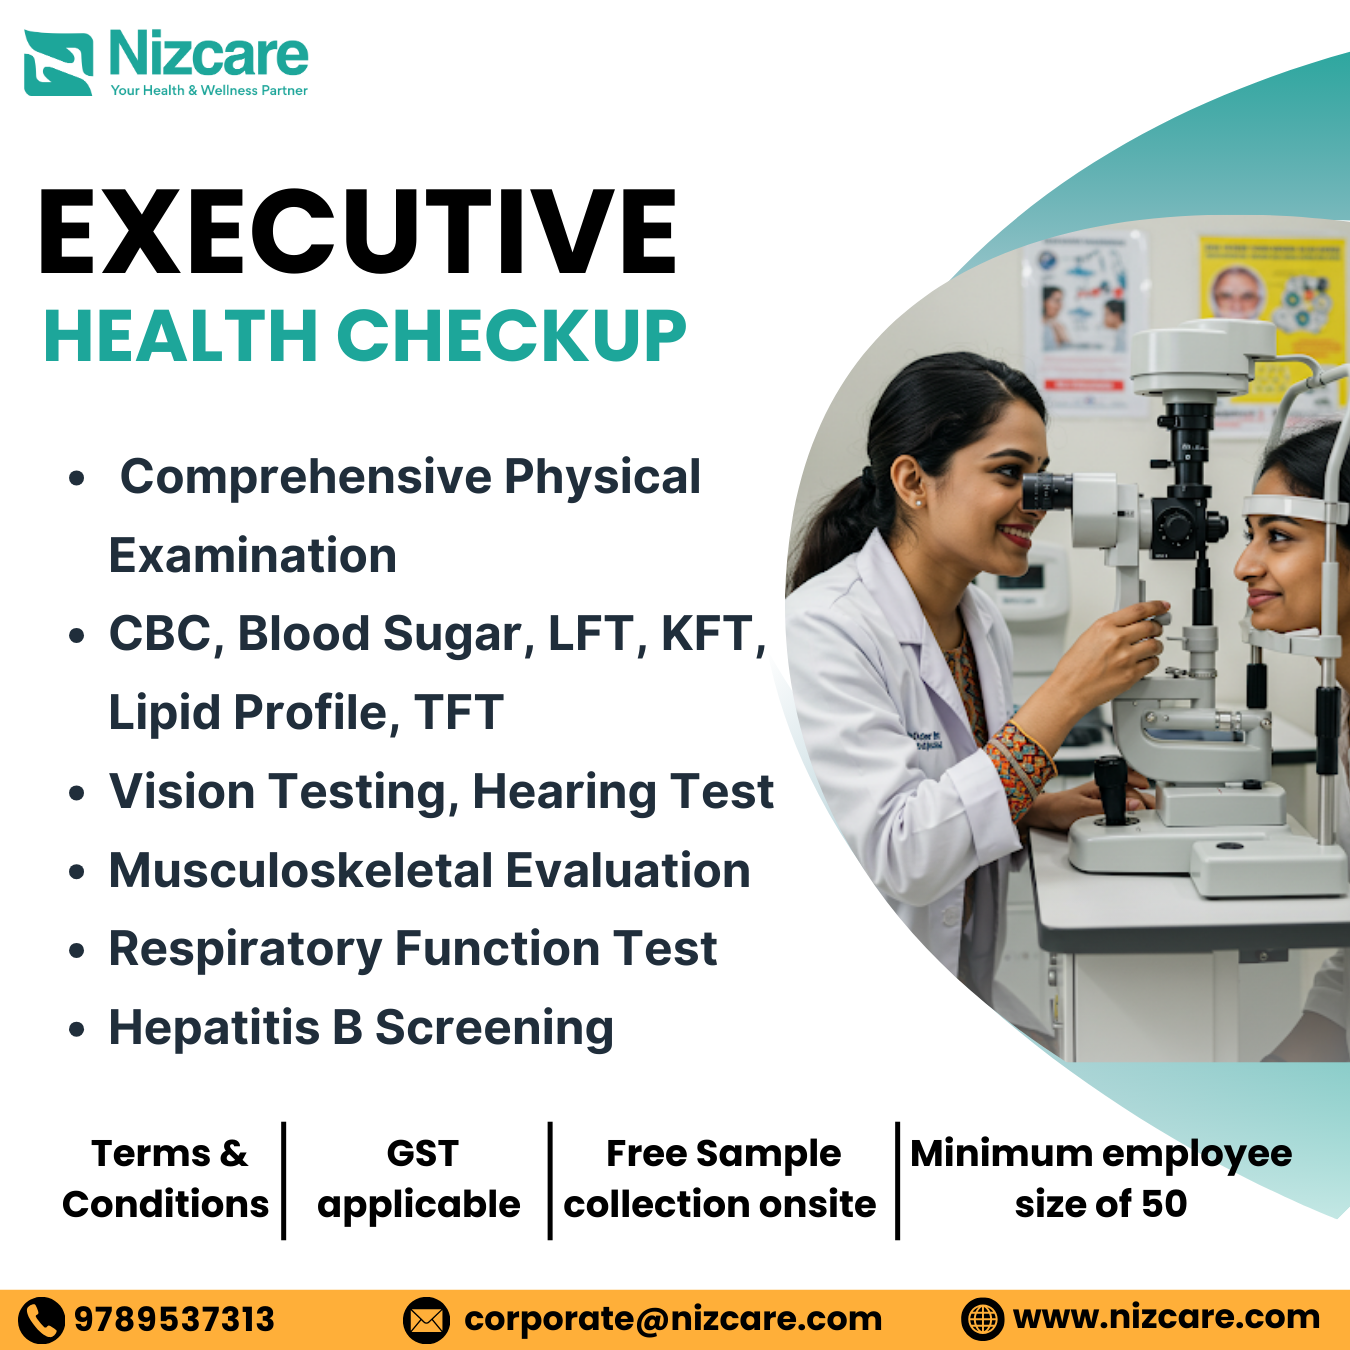 Nizcare
Your Health & Wellness Partner
EXECUTIVE
HEALTH CHECKUP
• Comprehensive Physical
Examination
• CBC, Blood Sugar, LFT, KFT,
Lipid Profile, TFT
• Vision Testing, Hearing Test
• Musculoskeletal Evaluation
• Respiratory Function Test
• Hepatitis B Screening
Terms &
Conditions
GST
applicable
Free Sample
collection onsite
Minimum employee
size of 50
9789537313
corporate@nizcare.com
www.nizcare.com